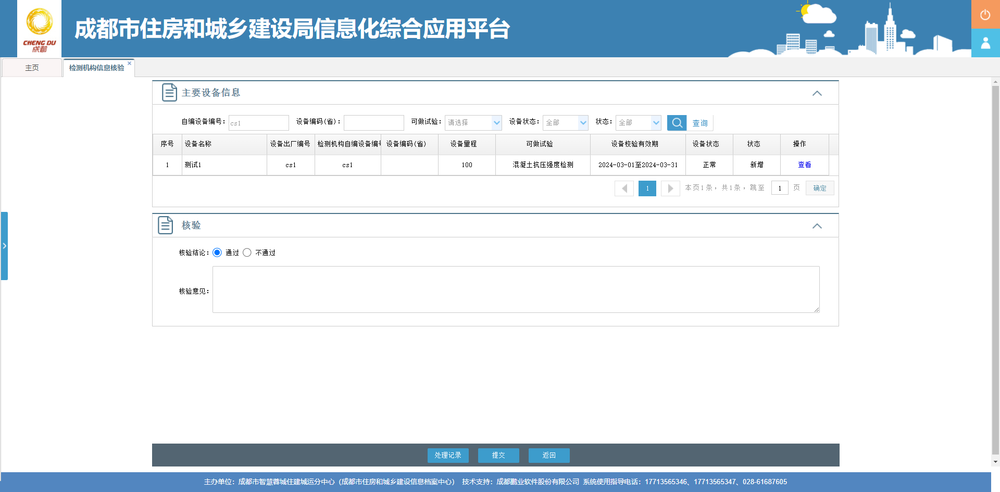 CHENG DU
成都
成都市住房和城乡建设局信息化综合应用平台
主页
检测机构信息核验
主要设备信息
自编设备编号： cs1 设备编码(省)： 可做试验： 请选择 设备状态： 全部 状态： 全部 查询
序号 设备名称 设备出厂编号 检测机构自编设备编号 设备编码(省) 设备量程 可做试验 设备校验有效期 设备状态 状态 操作
1 测试1 cs1 cs1 100 混凝土抗压强度检测 2024-03-01至2024-03-31 正常 新增 查看
1 本页1条，共1条，跳至 1 页 确定
核验
核验结论： 通过 不通过
核验意见：
处理记录 提交 返回
主办单位：成都市智慧蓉城住建城运分中心（成都市住房和城乡建设信息档案中心） 技术支持：成都鹏业软件股份有限公司 系统使用指导电话：17713565346、17713565347、028-61687605